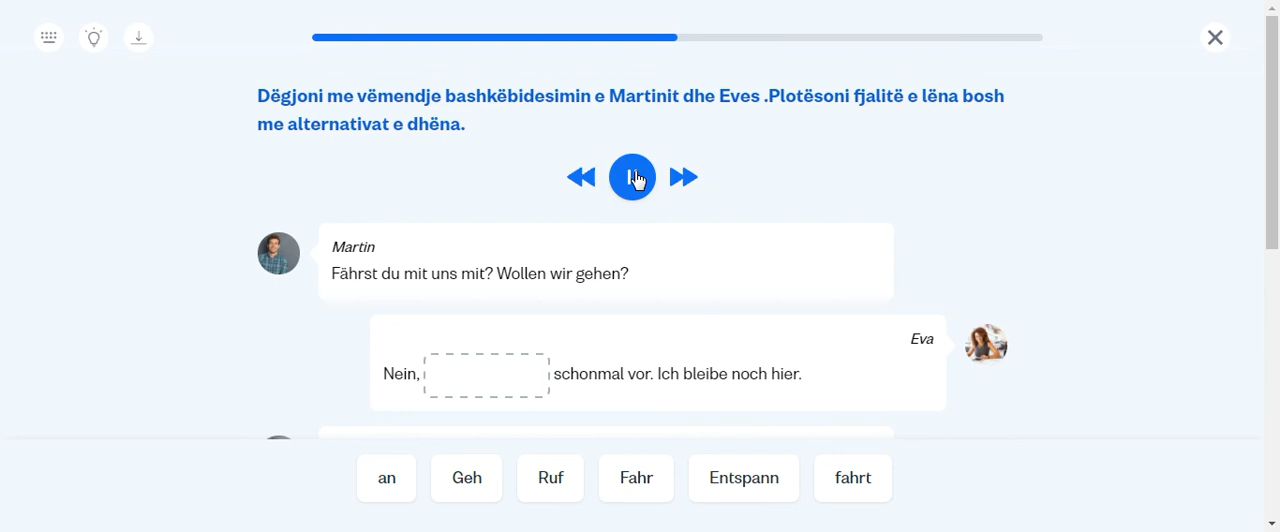 Dëgjoni me vëmendje bashkëbidesimin e Martinit dhe Eves .Plotësoni fjalitë e lëna bosh
me alternativat e dhëna.
Martin
Fährst du mit uns mit? Wollen wir gehen?
Eva
Nein, schonmal vor. Ich bleibe noch hier.
an Geh Ruf Fahr Entspann fahrt